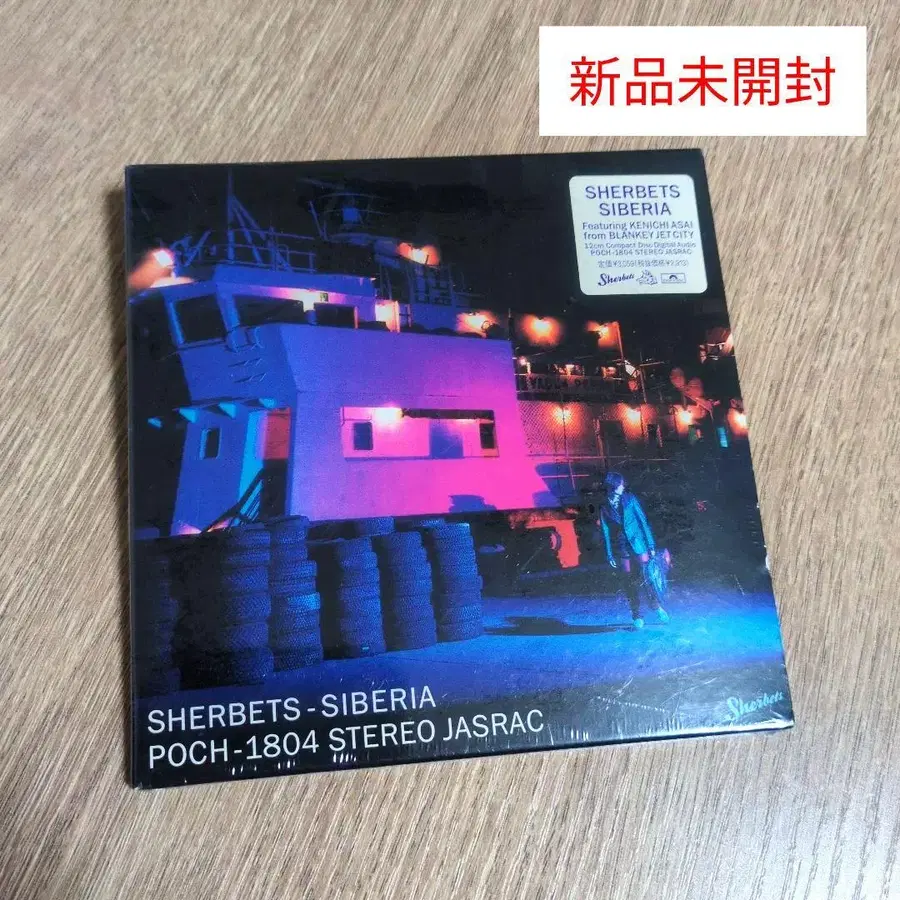 新品未開封
SHERBETS
SIBERIA
Featuring KENICHI ASAI
from BLANKEY JET CITY
12cm Compact Disc Digital Audio
POCH-1804 STEREO JASRAC
Sherbets
SHERBETS-SIBERIA
POCH-1804 STEREO JASRAC
Sherbets